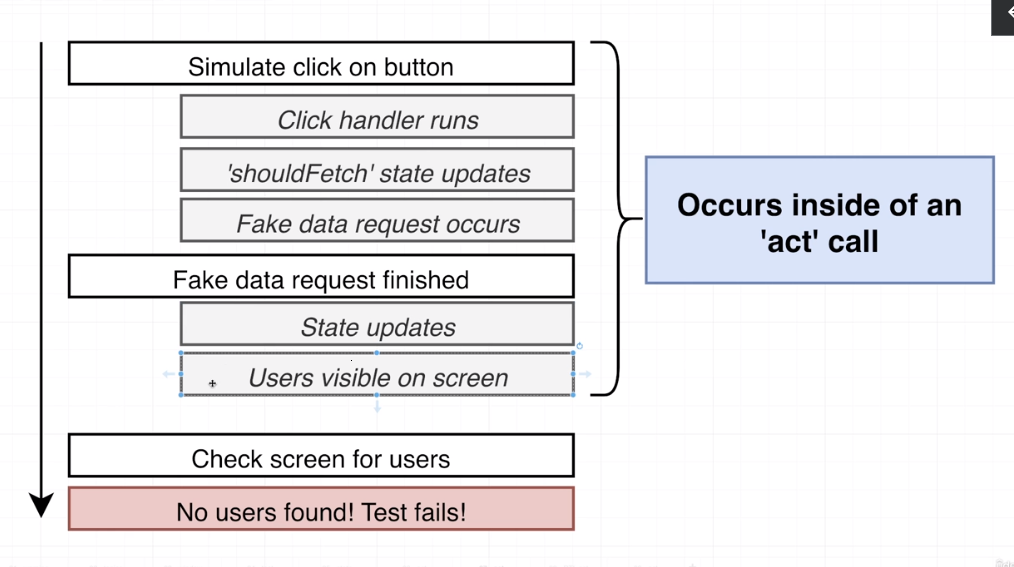 Simulate click on button
Click handler runs
'shouldFetch' state updates
Fake data request occurs
Fake data request finished
State updates
Users visible on screen
Check screen for users
No users found! Test fails!
Occurs inside of an
'act' call